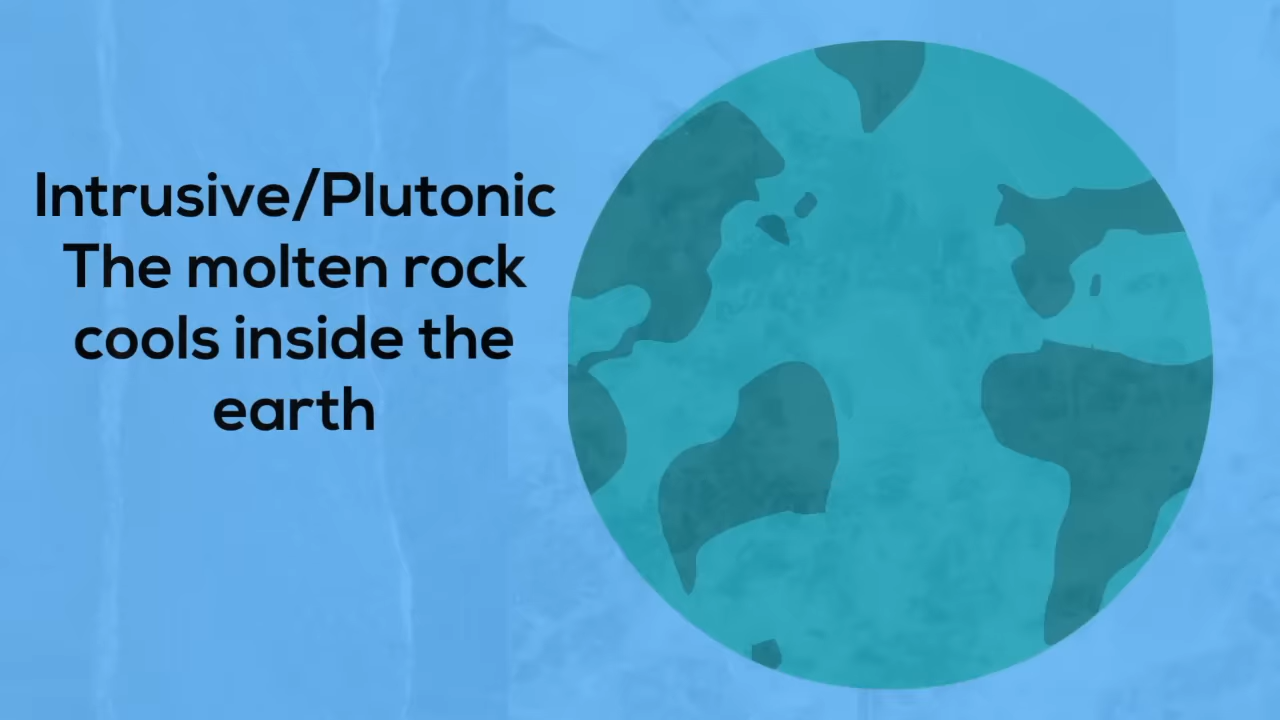 Intrusive/Plutonic
The molten rock
cools inside the
earth